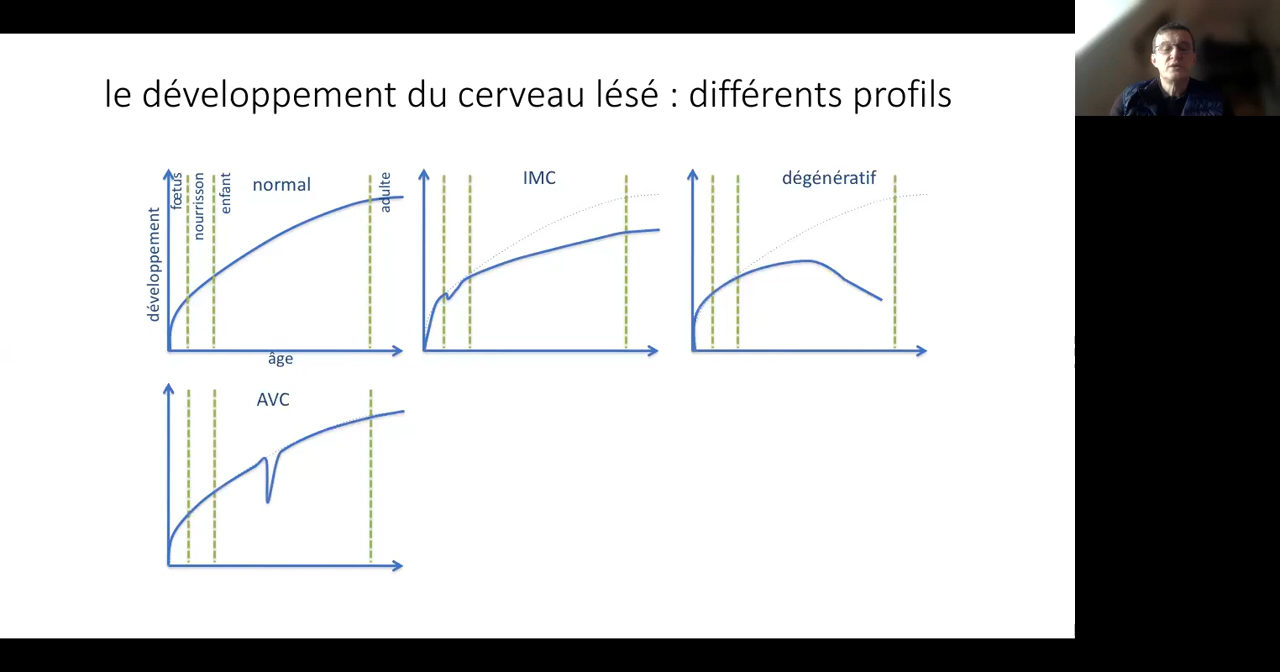 le développement du cerveau lésé : différents profils
développement
fœtus
nourrisson
enfant
normal
adulte
âge
IMC
dégénératif
AVC